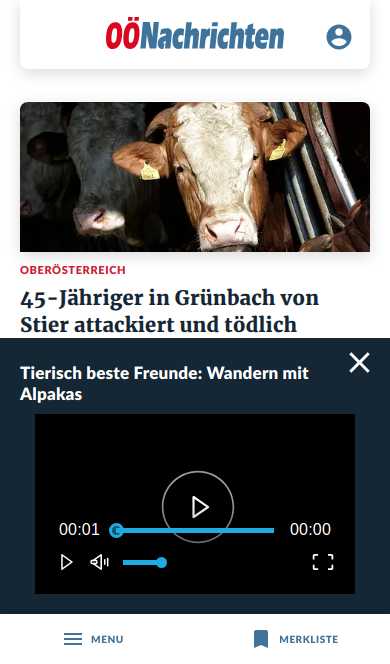 OÖNachrichten
OBERÖSTERREICH
45-Jähriger in Grünbach von
Stier attackiert und tödlich
Tierisch beste Freunde: Wandern mit
Alpakas
00:01 00:00
MENU MERKLISTE